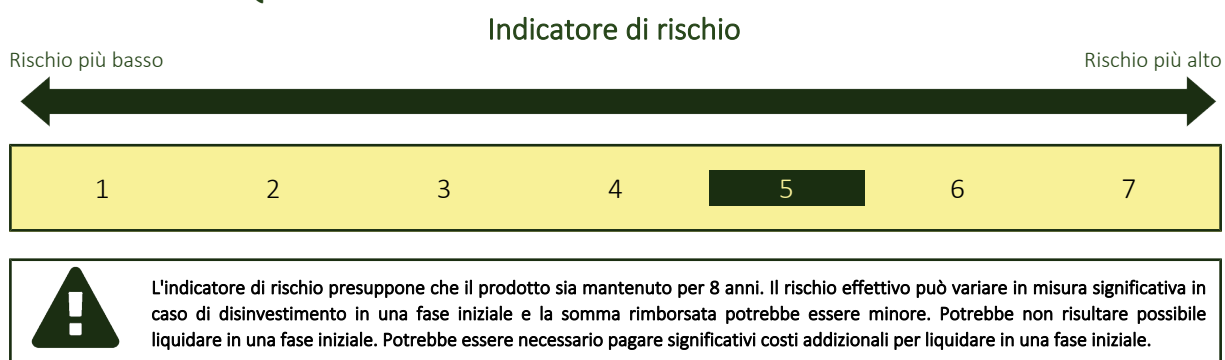 Indicatore di rischio
Rischio più basso Rischio più alto
1 2 3 4 5 6 7
L'indicatore di rischio presuppone che il prodotto sia mantenuto per 8 anni. Il rischio effettivo può variare in misura significativa in
caso di disinvestimento in una fase iniziale e la somma rimborsata potrebbe essere minore. Potrebbe non risultare possibile
liquidare in una fase iniziale. Potrebbe essere necessario pagare significativi costi addizionali per liquidare in una fase iniziale.